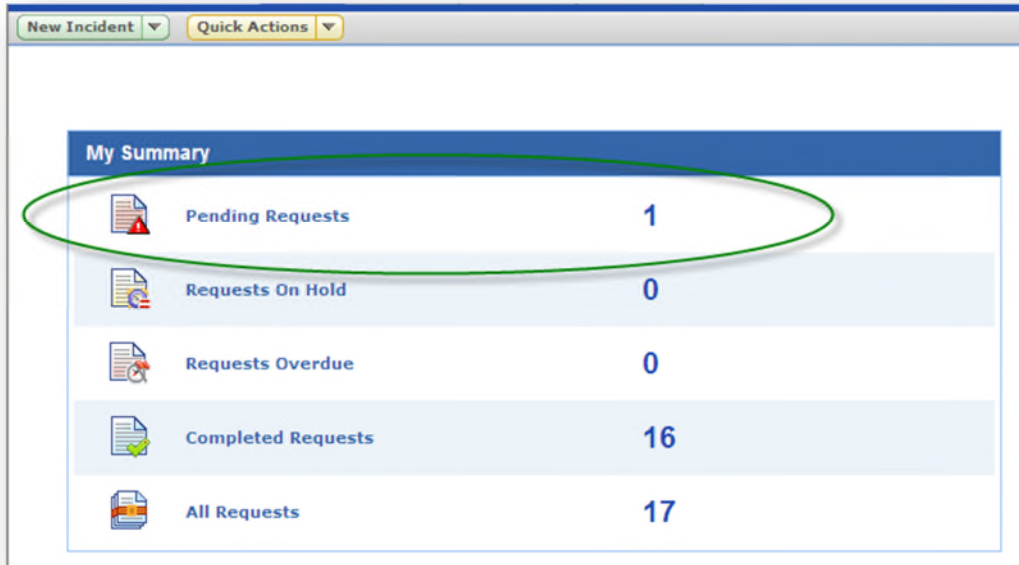 New Incident Quick Actions
My Summary
Pending Requests 1
Requests On Hold 0
Requests Overdue 0
Completed Requests 16
All Requests 17